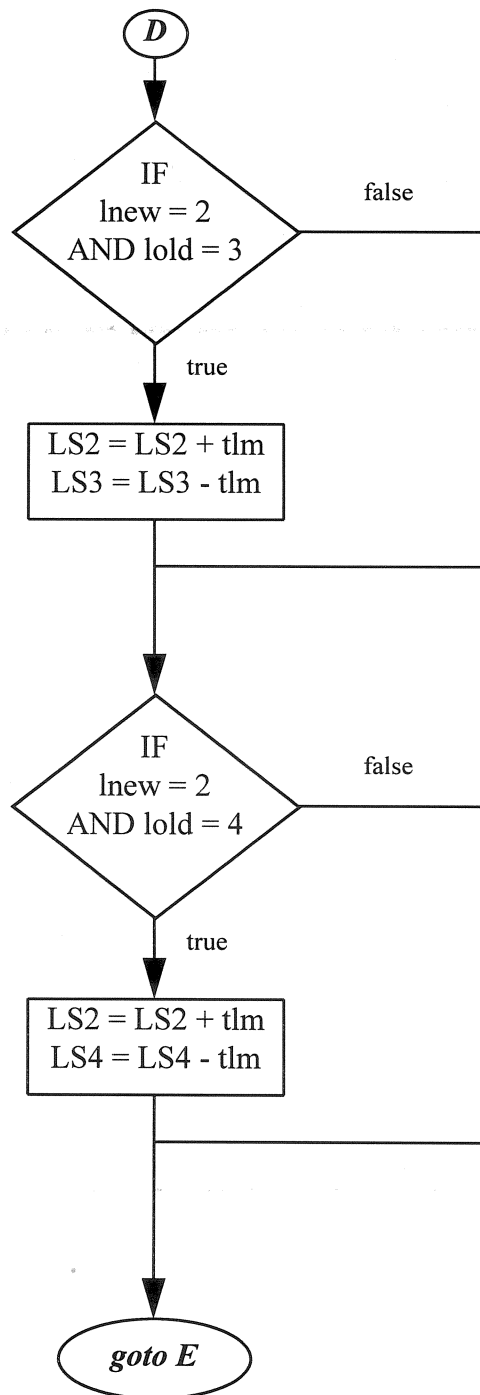 D
IF
lnew = 2
AND lold = 3
false
true
LS2 = LS2 + tlm
LS3 = LS3 - tlm
IF
lnew = 2
AND lold = 4
false
true
LS2 = LS2 + tlm
LS4 = LS4 - tlm
goto E